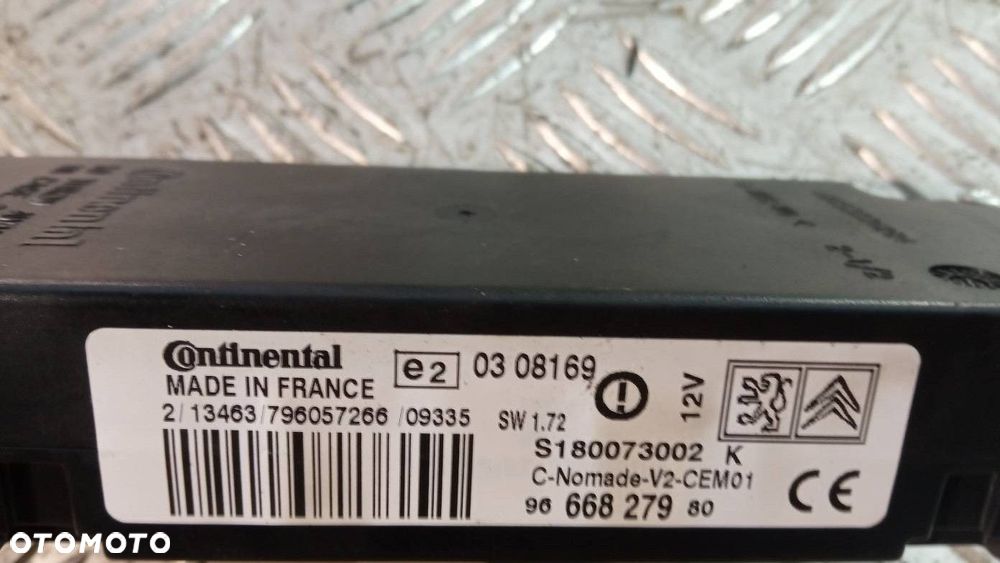 Continental
MADE IN FRANCE
e2 03 08169
2/13463/796057266/09335 SW 1.72
12V
S180073002 K
C-Nomade-V2-CEM01
96 668 279 80
CE
OTOMOTO